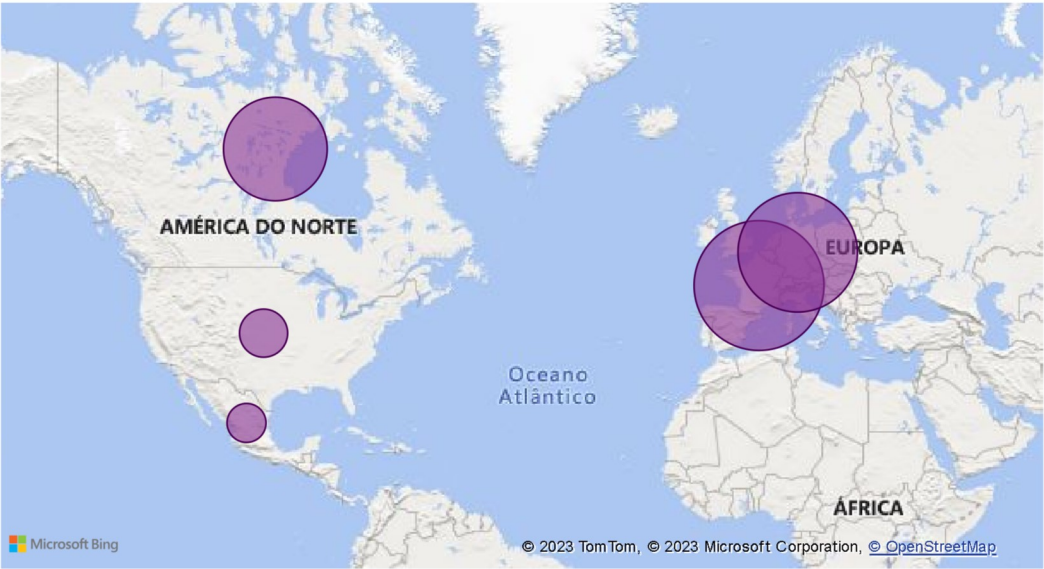 AMÉRICA DO NORTE
EUROPA
Oceano
Atlântico
ÁFRICA
Microsoft Bing
© 2023 TomTom, © 2023 Microsoft Corporation, © OpenStreetMap